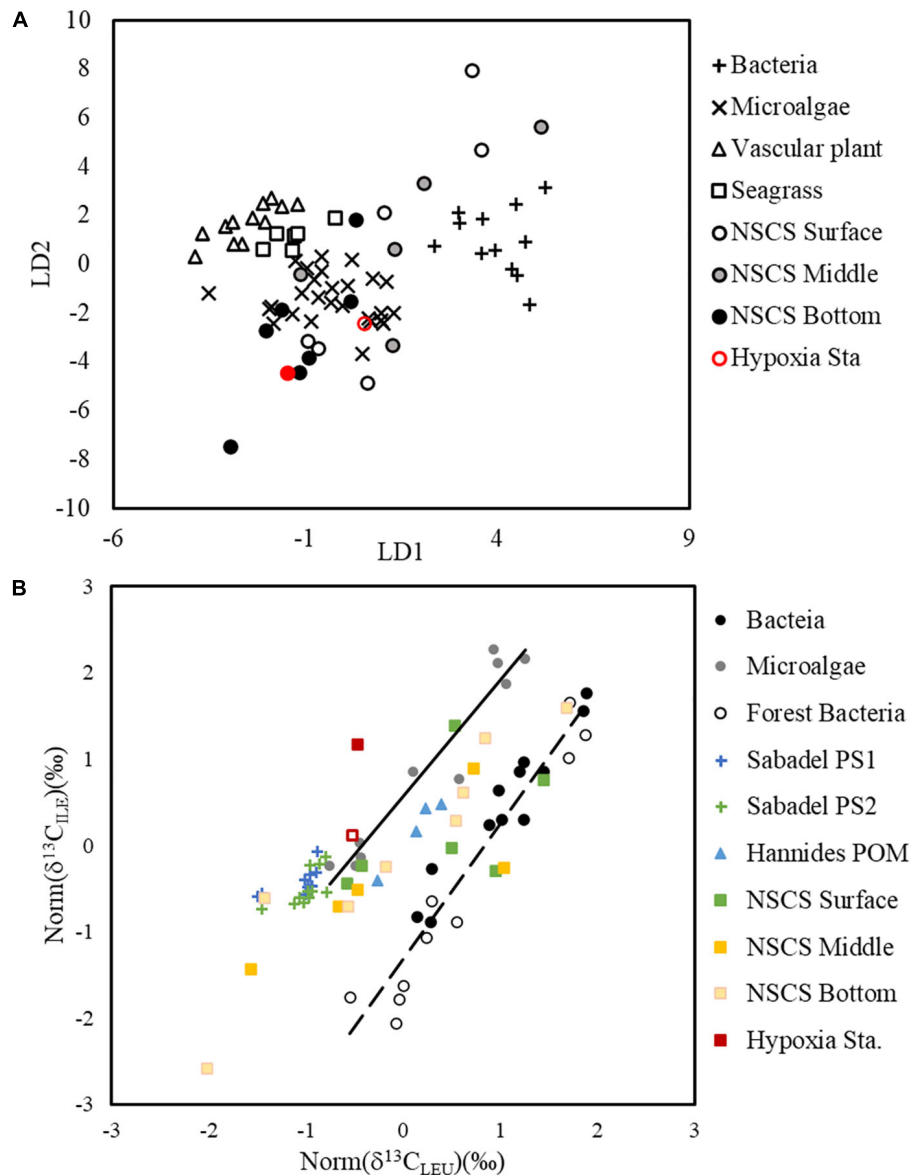 A
10
8
6
4
2
0
-2
-4
-6
-8
-10
LD2
-6
-1
4
9
LD1
Bacteria
Microalgae
Vascular plant
Seagrass
NSCS Surface
NSCS Middle
NSCS Bottom
Hypoxia Sta
B
3
2
1
0
-1
-2
-3
Norm(δ¹³C_ILE)(‰)
-3
-2
-1
0
1
2
3
Norm(δ¹³C_LEU)(‰)
Bacteia
Microalgae
Forest Bacteria
Sabadel PS1
Sabadel PS2
Hannides POM
NSCS Surface
NSCS Middle
NSCS Bottom
Hypoxia Sta.